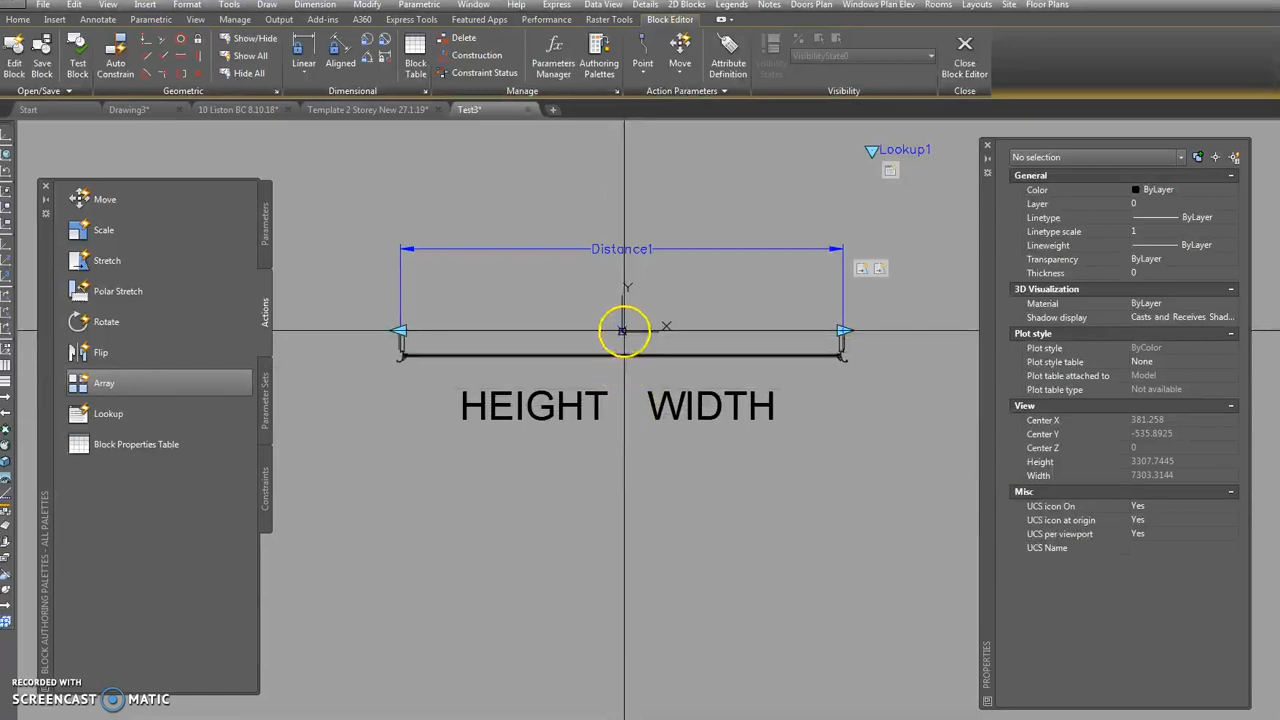 File Edit View Insert Format Tools Draw Dimension Modify Parametric Window Express Data View Details 2D Blocks Legends Notes Doors Plan Windows Plan Elev Rooms Layouts Site Floor Plans
Home Insert Annotate Parametric View Manage Output Add-ins A360 Express Tools Featured Apps Performance Raster Tools Block Editor
Edit Block
Save Block
Test Block
Auto Constrain
Show/Hide
Show All
Hide All
Linear
Aligned
Block Table
Delete
Construction
Constraint Status
Parameters Manager
Authoring Palettes
Point
Move
Attribute Definition
Visibility States
VisibilityState0
Close Block Editor
Open/Save Geometric Dimensional Manage Action Parameters Visibility Close
Start Drawing3* 10 Liston BC 8.10.18* Template 2 Storey New 27.1.19* Test3*
Move
Scale
Stretch
Polar Stretch
Rotate
Flip
Array
Lookup
Block Properties Table
Parameters
Actions
Parameter Sets
Constraints
BLOCK AUTHORING PALETTES - ALL PALETTES
Lookup1
Distance1
Y
X
HEIGHT WIDTH
No selection
General
Color ByLayer
Layer 0
Linetype ByLayer
Linetype scale 1
Lineweight ByLayer
Transparency ByLayer
Thickness 0
3D Visualization
Material ByLayer
Shadow display Casts and Receives Shad...
Plot style
Plot style ByColor
Plot style table None
Plot table attached to Model
Plot table type Not available
View
Center X 381.258
Center Y -535.8925
Center Z 0
Height 3307.7445
Width 7303.3144
Misc
UCS icon On Yes
UCS icon at origin Yes
UCS per viewport Yes
UCS Name
PROPERTIES
RECORDED WITH
SCREENCAST MATIC